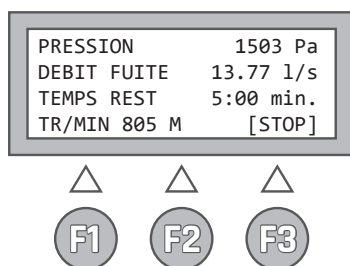 PRESSION 1503 Pa
DEBIT FUITE 13.77 l/s
TEMPS REST 5:00 min.
TR/MIN 805 M [STOP]
F1 F2 F3